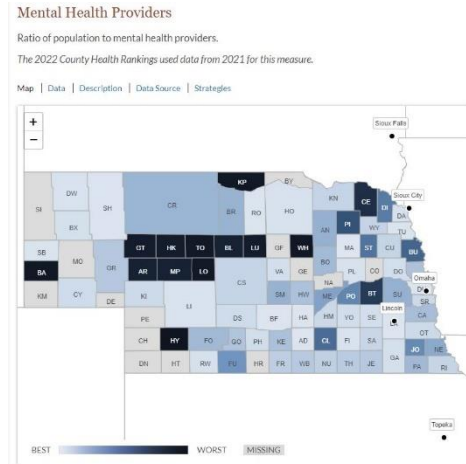 Mental Health Providers
Ratio of population to mental health providers.
The 2022 County Health Rankings used data from 2021 for this measure.
Map | Data | Description | Data Source | Strategies
+
−
Sioux Falls
KP BY
DW CR KN CE Sioux City
SI SH BR RO HO DI
BX AN PI WY DA
TU
SB GT HK TO BL LU GF WH MA ST CU BU
MO GR BO
BA AR MP LO VA GE PL CO DO Omaha
CS NA
KM CY KI SM HW ME PO BT SU SR
DE LI Lincoln CA
PE DS BF HA HM YO SE
OT
CH HY FO GO PH KE AD CL FI SA JO NE
GA
DN HT RW FU HR FR WB NU TH JE PA RI
Topeka
BEST WORST MISSING